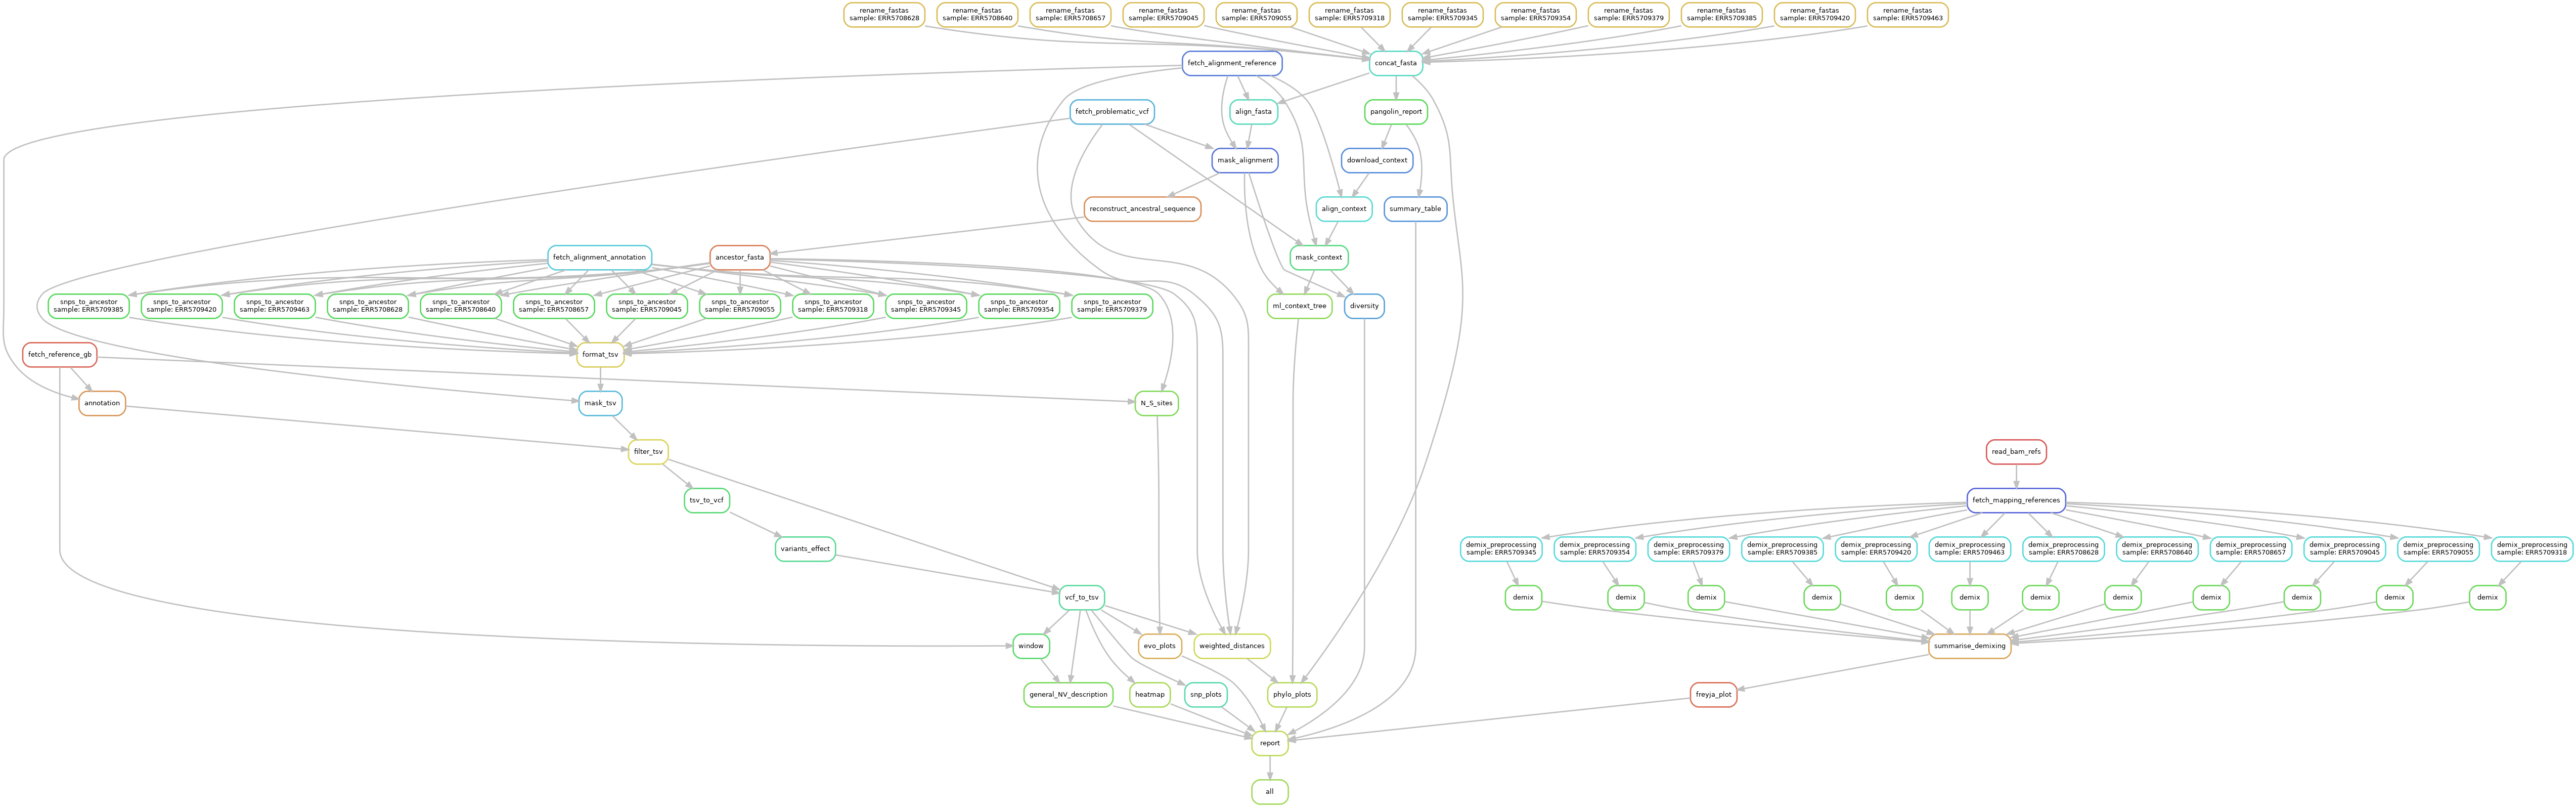 rename_fastas
sample: ERR5708628
rename_fastas
sample: ERR5708640
rename_fastas
sample: ERR5708657
rename_fastas
sample: ERR5709045
rename_fastas
sample: ERR5709055
rename_fastas
sample: ERR5709318
rename_fastas
sample: ERR5709345
rename_fastas
sample: ERR5709354
rename_fastas
sample: ERR5709379
rename_fastas
sample: ERR5709385
rename_fastas
sample: ERR5709420
rename_fastas
sample: ERR5709463
fetch_alignment_reference
concat_fasta
fetch_problematic_vcf
align_fasta
pangolin_report
mask_alignment
download_context
reconstruct_ancestral_sequence
align_context
summary_table
fetch_alignment_annotation
ancestor_fasta
mask_context
snps_to_ancestor
sample: ERR5709385
snps_to_ancestor
sample: ERR5709420
snps_to_ancestor
sample: ERR5709463
snps_to_ancestor
sample: ERR5708628
snps_to_ancestor
sample: ERR5708640
snps_to_ancestor
sample: ERR5708657
snps_to_ancestor
sample: ERR5709045
snps_to_ancestor
sample: ERR5709055
snps_to_ancestor
sample: ERR5709318
snps_to_ancestor
sample: ERR5709345
snps_to_ancestor
sample: ERR5709354
snps_to_ancestor
sample: ERR5709379
ml_context_tree
diversity
fetch_reference_gb
format_tsv
annotation
mask_tsv
N_S_sites
filter_tsv
read_bam_refs
tsv_to_vcf
fetch_mapping_references
variants_effect
demix_preprocessing
sample: ERR5709345
demix_preprocessing
sample: ERR5709354
demix_preprocessing
sample: ERR5709379
demix_preprocessing
sample: ERR5709385
demix_preprocessing
sample: ERR5709420
demix_preprocessing
sample: ERR5709463
demix_preprocessing
sample: ERR5708628
demix_preprocessing
sample: ERR5708640
demix_preprocessing
sample: ERR5708657
demix_preprocessing
sample: ERR5709045
demix_preprocessing
sample: ERR5709055
demix_preprocessing
sample: ERR5709318
vcf_to_tsv
demix
demix
demix
demix
demix
demix
demix
demix
demix
demix
demix
demix
window
evo_plots
weighted_distances
summarise_demixing
general_NV_description
heatmap
snp_plots
phylo_plots
freyja_plot
report
all